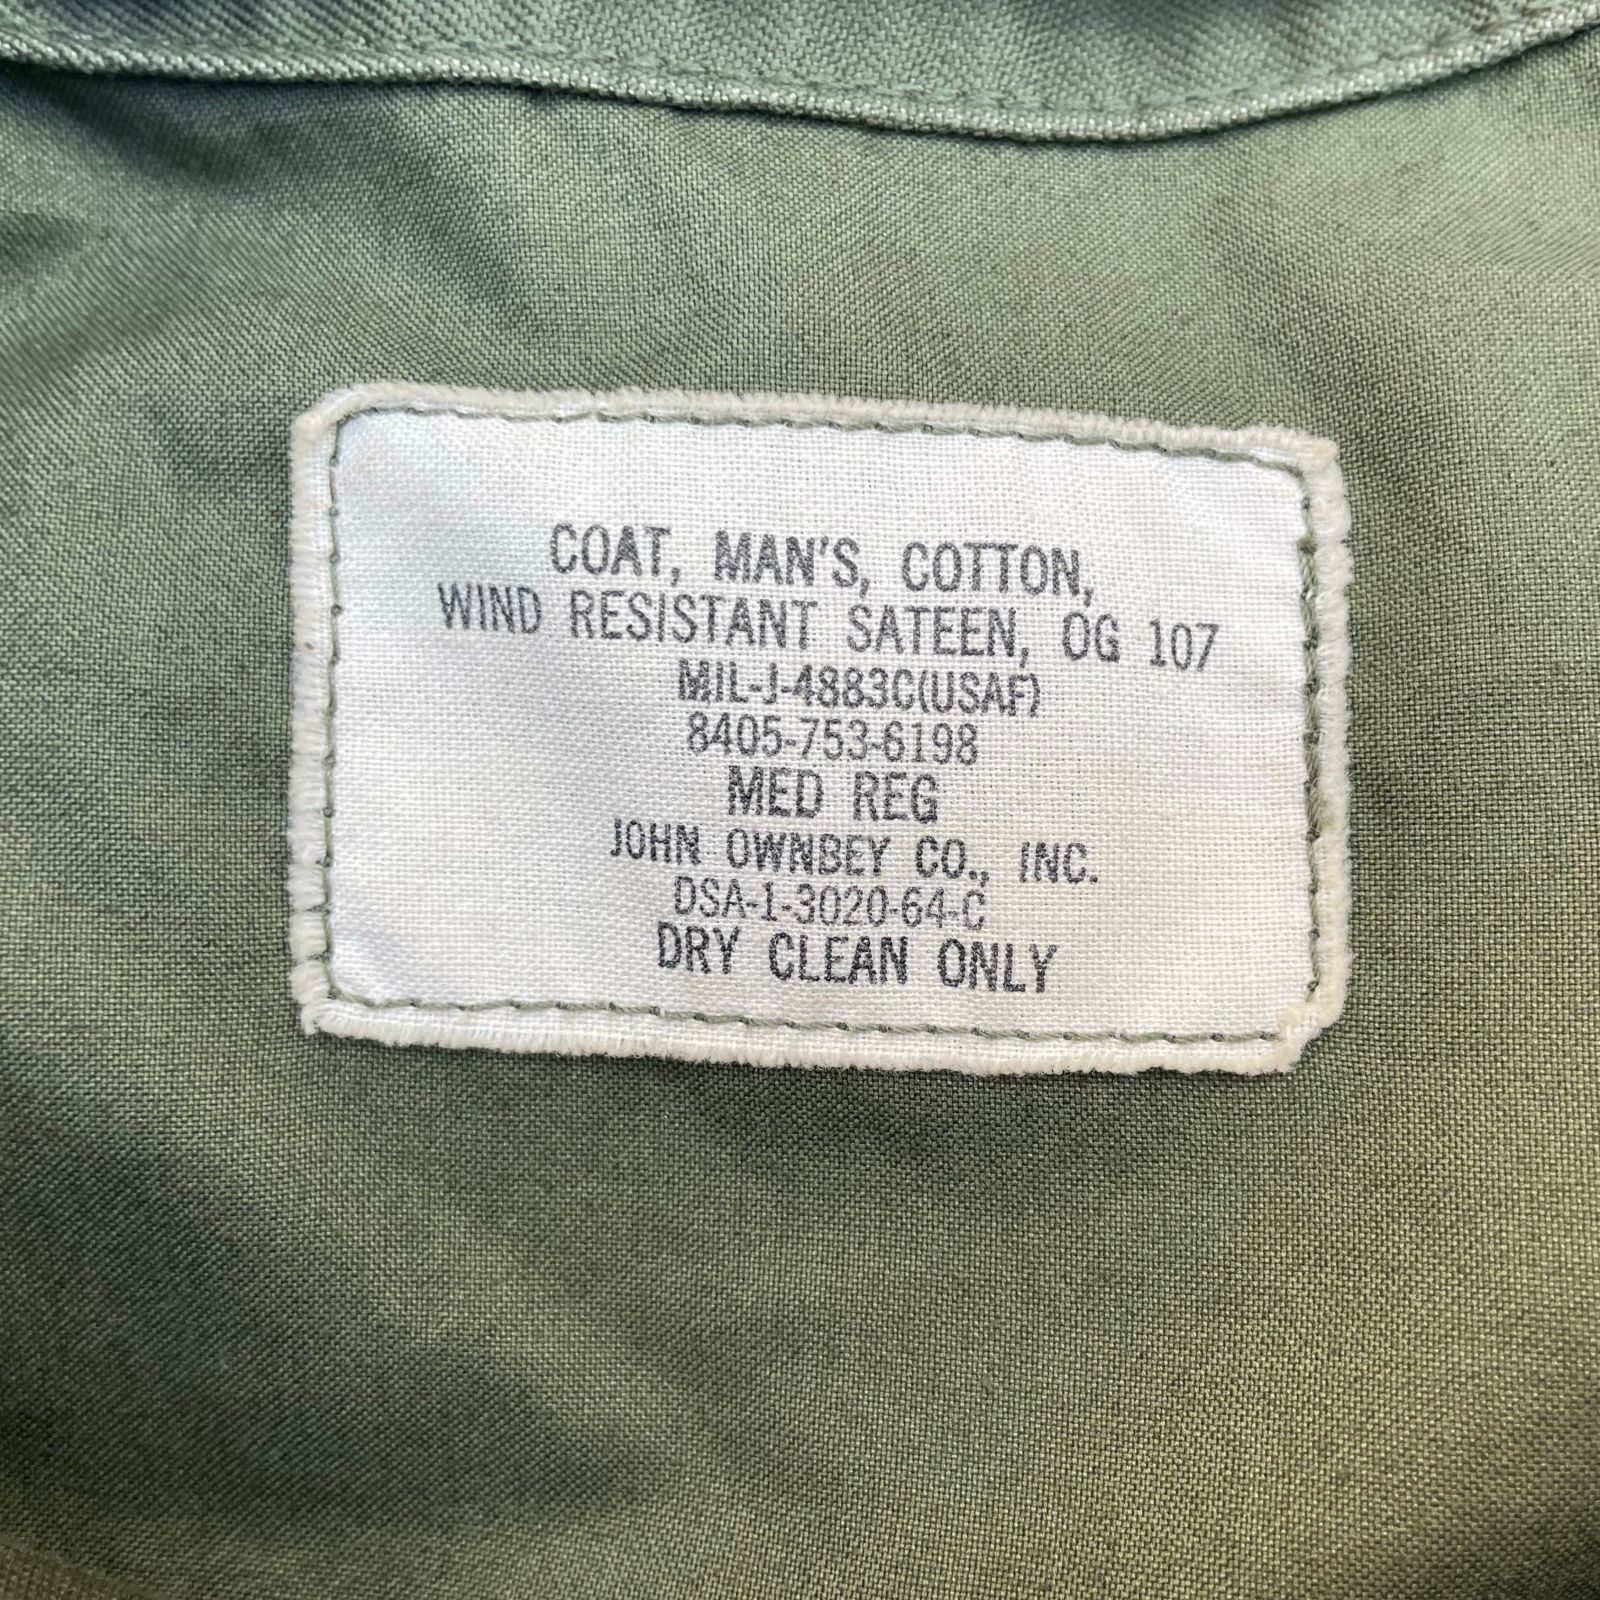 COAT, MAN'S, COTTON,
WIND RESISTANT SATEEN, OG 107
MIL-J-4883C(USAF)
8405-753-6198
MED REG
JOHN OWNBEY CO., INC.
DSA-1-3020-64-C
DRY CLEAN ONLY